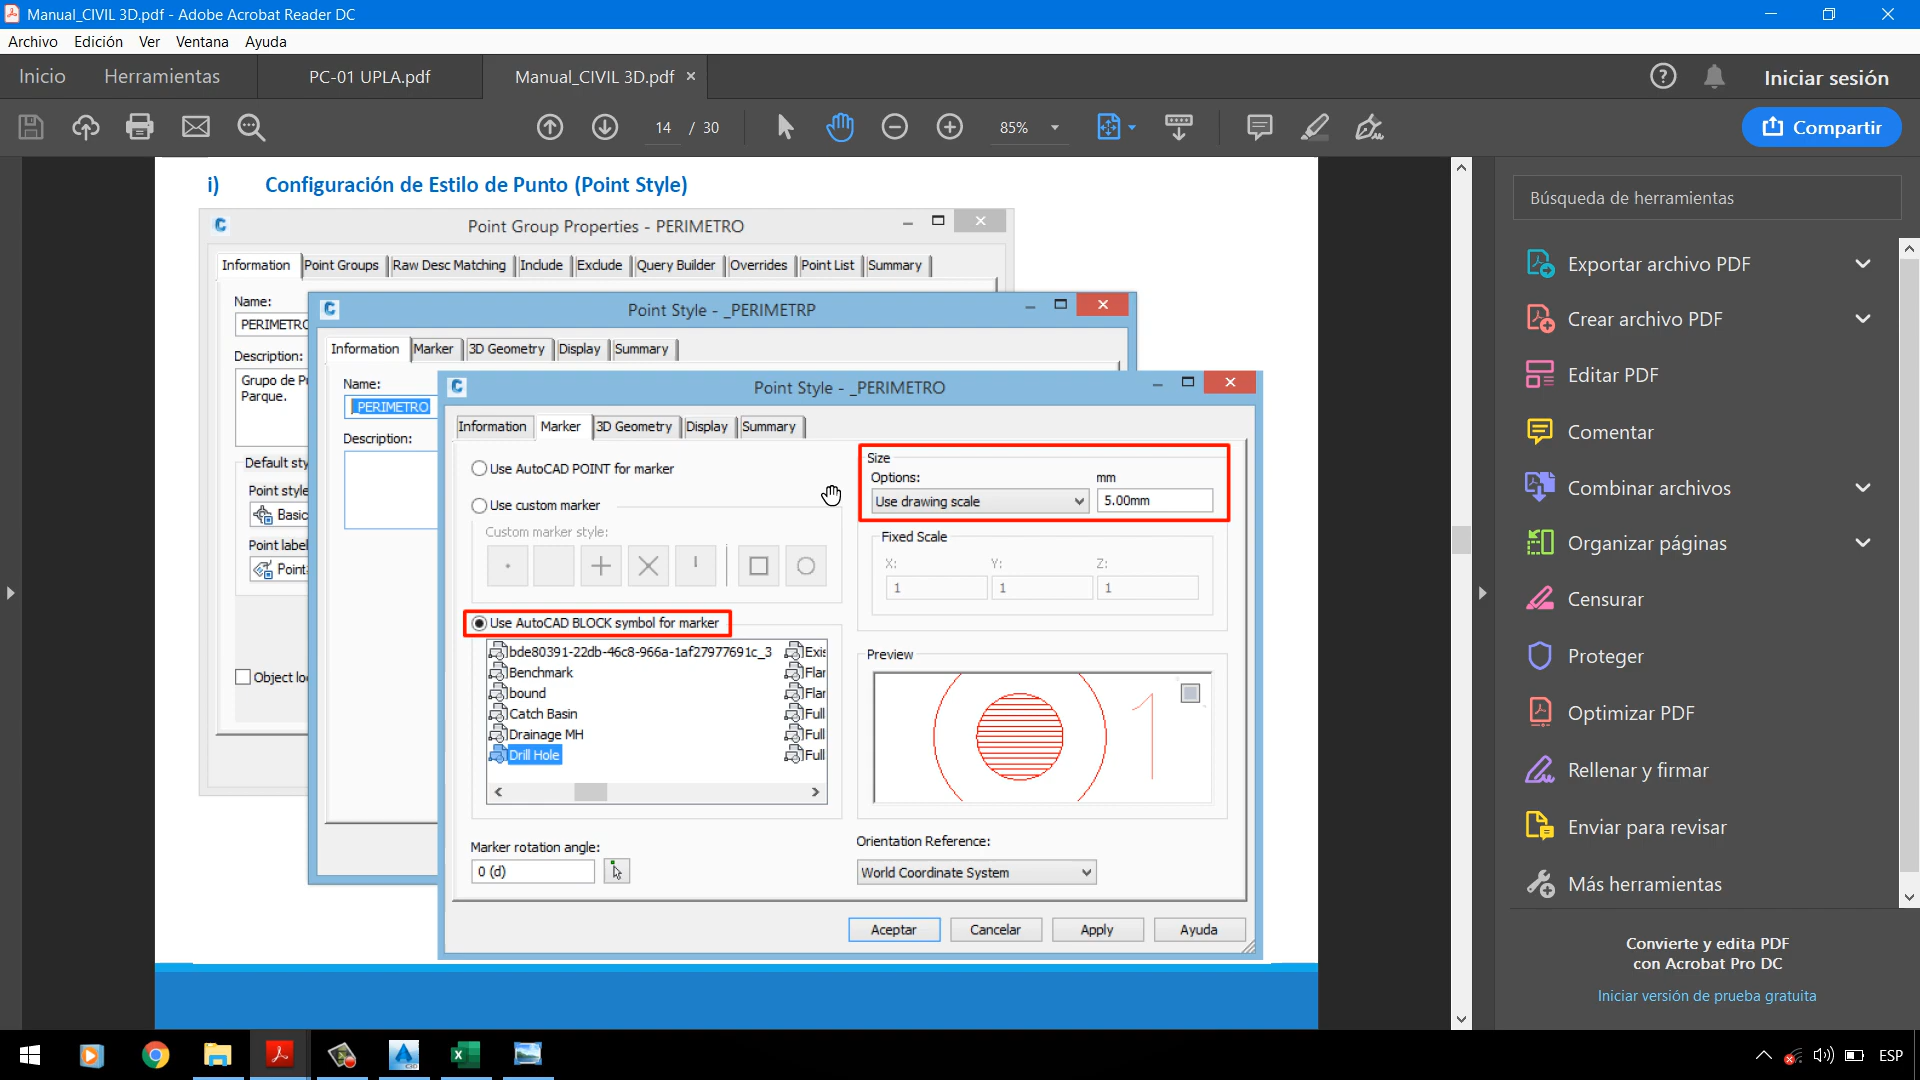 Manual_CIVIL 3D.pdf - Adobe Acrobat Reader DC
Archivo Edición Ver Ventana Ayuda
Inicio Herramientas PC-01 UPLA.pdf Manual_CIVIL 3D.pdf × Iniciar sesión
14 / 30 85% Compartir
i) Configuración de Estilo de Punto (Point Style)
Point Group Properties - PERIMETRO
Information Point Groups Raw Desc Matching Include Exclude Query Builder Overrides Point List Summary
Name:
PERIMETRO
Description:
Grupo de P
Parque.
Default sty
Point style
Basic
Point label
Point
Object lo
Point Style - _PERIMETRP
Information Marker 3D Geometry Display Summary
Name:
_PERIMETRO
Description:
Point Style - _PERIMETRO
Information Marker 3D Geometry Display Summary
Use AutoCAD POINT for marker
Use custom marker
Custom marker style:
Use AutoCAD BLOCK symbol for marker
bde80391-22db-46c8-966a-1af27977691c_3 Exis
Benchmark Flar
bound Flar
Catch Basin Full
Drainage MH Full
Drill Hole Full
Marker rotation angle:
0 (d)
Size
Options: mm
Use drawing scale 5.00mm
Fixed Scale
X: Y: Z:
1 1 1
Preview
1
Orientation Reference:
World Coordinate System
Aceptar Cancelar Apply Ayuda
Búsqueda de herramientas
Exportar archivo PDF
Crear archivo PDF
Editar PDF
Comentar
Combinar archivos
Organizar páginas
Censurar
Proteger
Optimizar PDF
Rellenar y firmar
Enviar para revisar
Más herramientas
Convierte y edita PDF
con Acrobat Pro DC
Iniciar versión de prueba gratuita
ESP